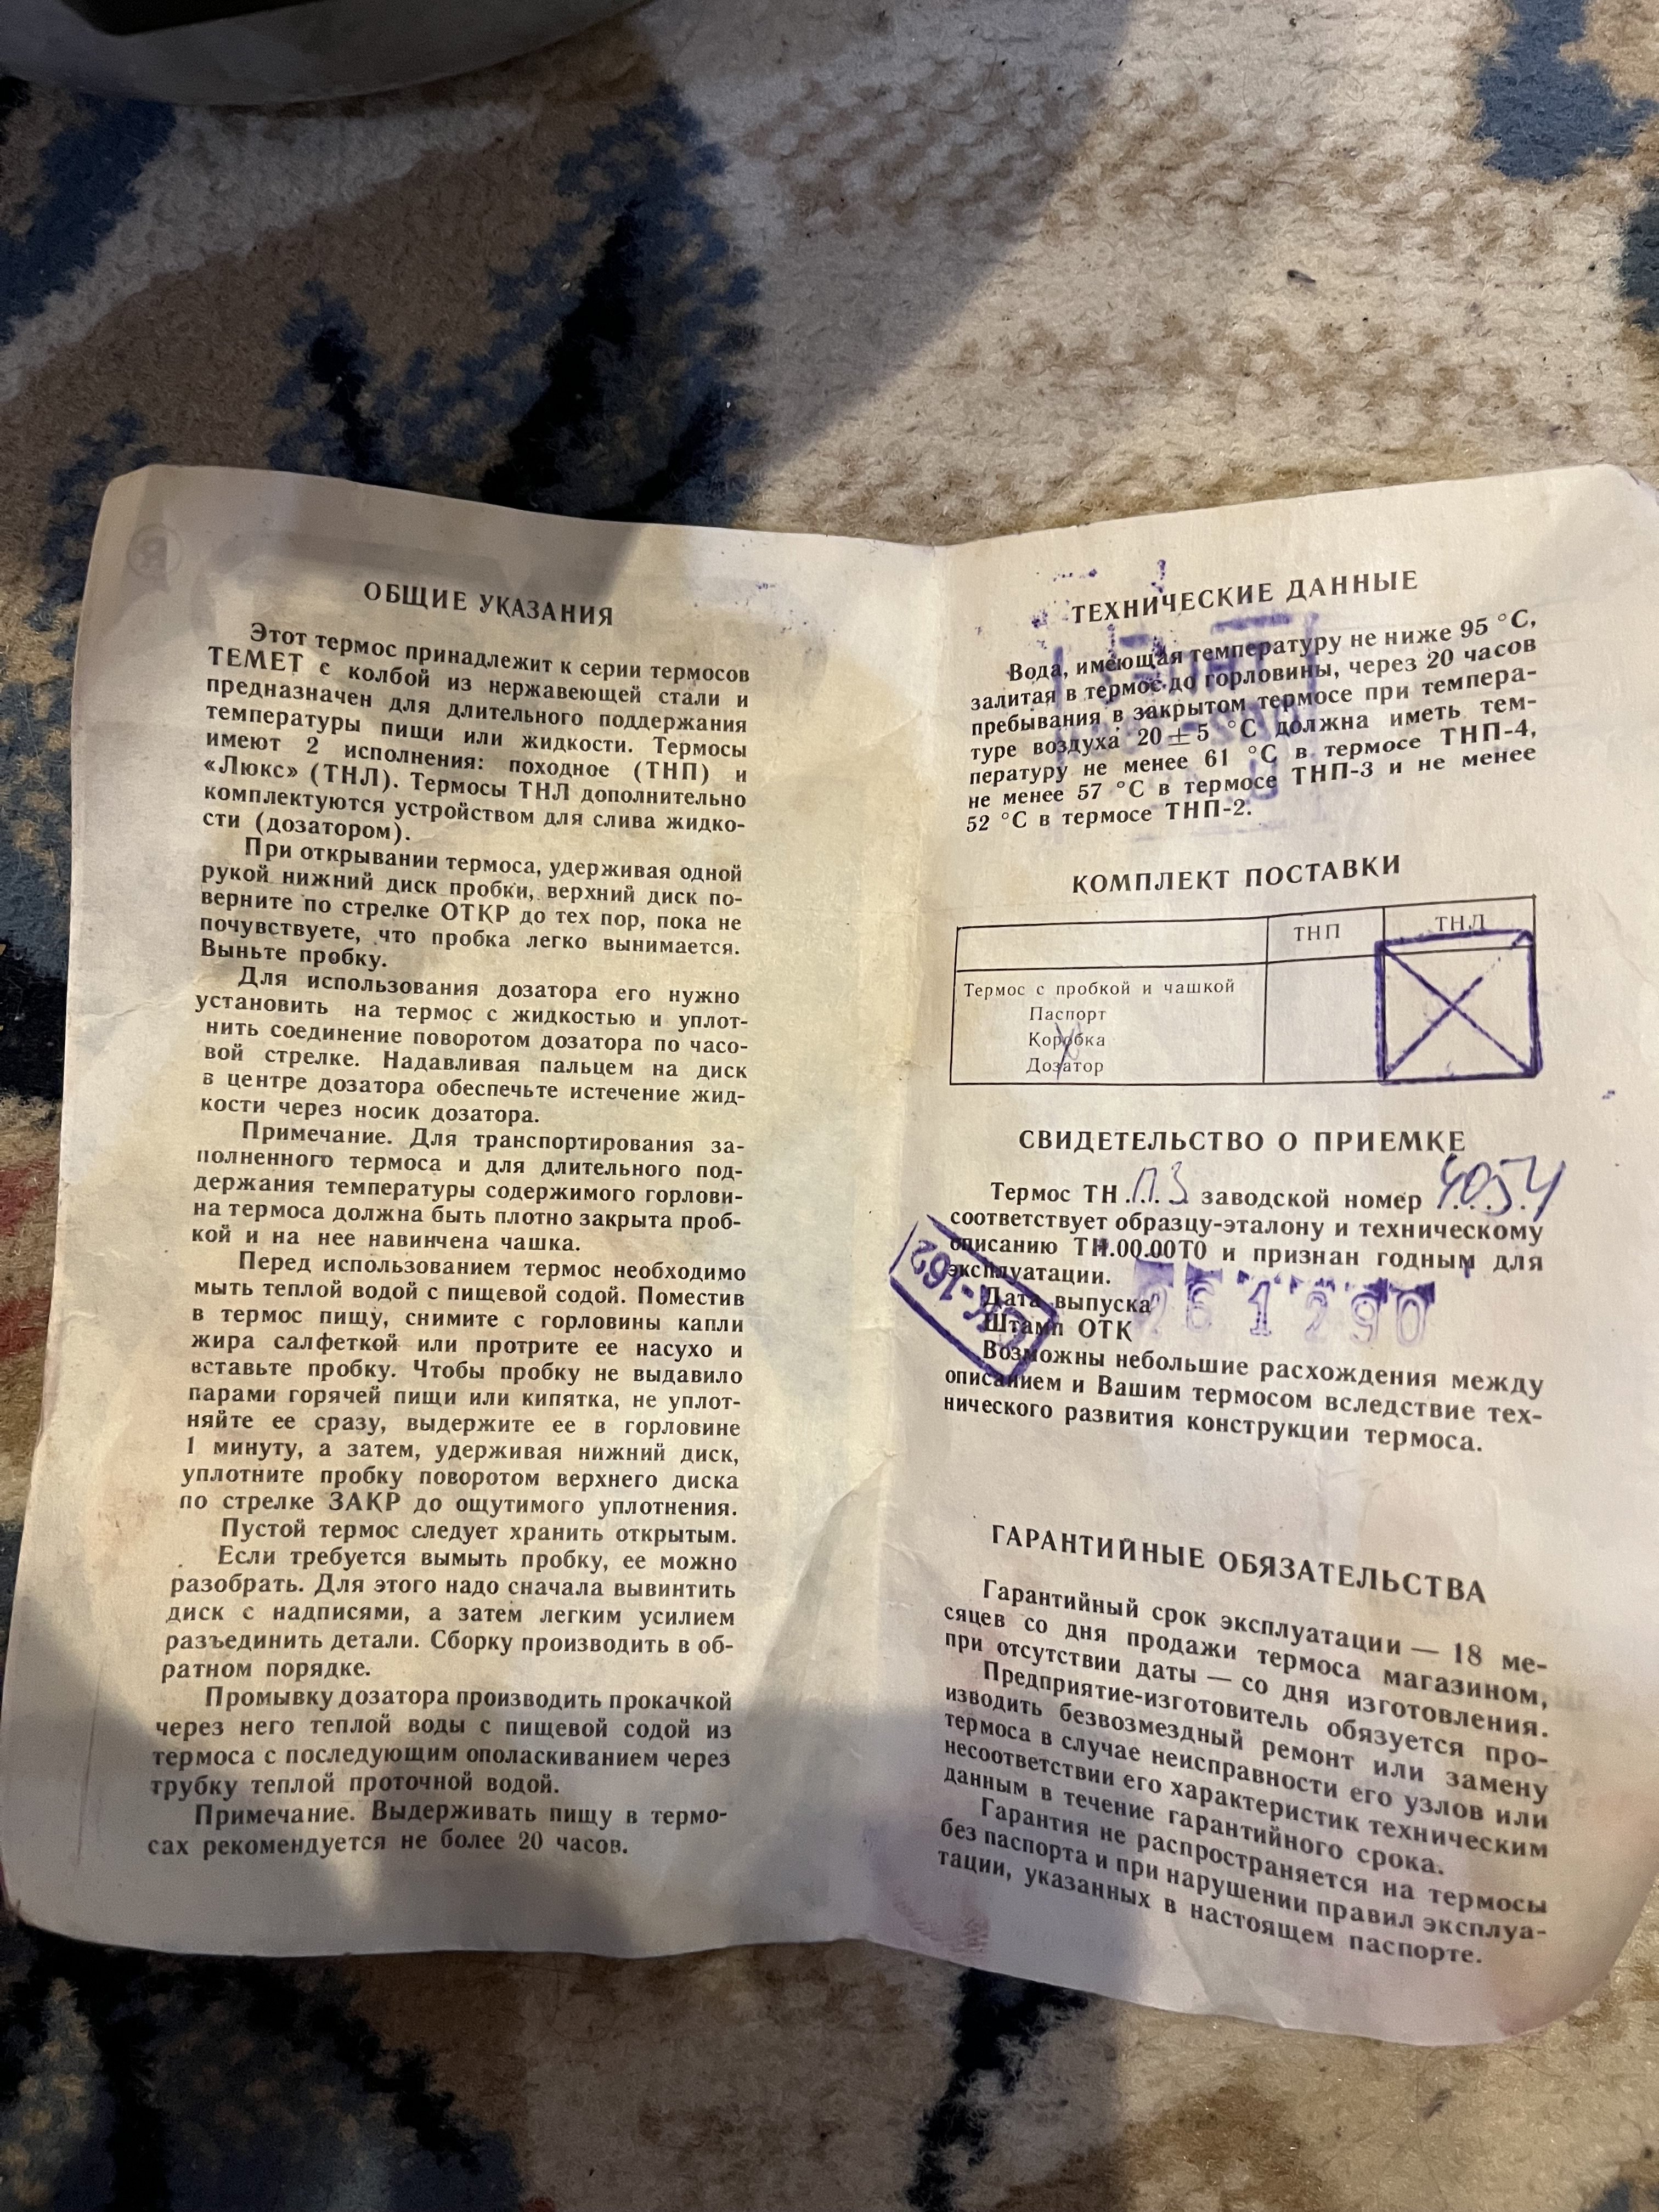 ОБЩИЕ УКАЗАНИЯ
Этот термос принадлежит к серии термосов
ТЕМЕТ с колбой из нержавеющей стали и
предназначен для длительного поддержания
температуры пищи или жидкости. Термосы
имеют 2 исполнения: походное (ТНП) и
«Люкс» (ТНЛ). Термосы ТНЛ дополнительно
комплектуются устройством для слива жидко-
сти (дозатором).
При открывании термоса, удерживая одной
рукой нижний диск пробки, верхний диск по-
верните по стрелке ОТКР до тех пор, пока не
почувствуете, что пробка легко вынимается.
Выньте пробку.
Для использования дозатора его нужно
установить на термос с жидкостью и уплот-
нить соединение поворотом дозатора по часо-
вой стрелке. Надавливая пальцем на диск
в центре дозатора обеспечьте истечение жид-
кости через носик дозатора.
Примечание. Для транспортирования за-
полненного термоса и для длительного под-
держания температуры содержимого горлови-
на термоса должна быть плотно закрыта проб-
кой и на нее навинчена чашка.
Перед использованием термос необходимо
мыть теплой водой с пищевой содой. Поместив
в термос пищу, снимите с горловины капли
жира салфеткой или протрите ее насухо и
вставьте пробку. Чтобы пробку не выдавило
парами горячей пищи или кипятка, не уплот-
няйте ее сразу, выдержите ее в горловине
1 минуту, а затем, удерживая нижний диск,
уплотните пробку поворотом верхнего диска
по стрелке ЗАКР до ощутимого уплотнения.
Пустой термос следует хранить открытым.
Если требуется вымыть пробку, ее можно
разобрать. Для этого надо сначала вывинтить
диск с надписями, а затем легким усилием
разъединить детали. Сборку производить в об-
ратном порядке.
Промывку дозатора производить прокачкой
через него теплой воды с пищевой содой из
термоса с последующим ополаскиванием через
трубку теплой проточной водой.
Примечание. Выдерживать пищу в термо-
сах рекомендуется не более 20 часов.
ТЕХНИЧЕСКИЕ ДАННЫЕ
Вода, имеющая температуру не ниже 95 °С,
залитая в термос до горловины, через 20 часов
пребывания в закрытом термосе при темпера-
туре воздуха 20±5 °С должна иметь тем-
пературу не менее 61 °С в термосе ТНП-4,
не менее 57 °С в термосе ТНП-3 и не менее
52 °С в термосе ТНП-2.
КОМПЛЕКТ ПОСТАВКИ
ТНП ТНЛ
Термос с пробкой и чашкой
Паспорт
Коробка
Дозатор
СВИДЕТЕЛЬСТВО О ПРИЕМКЕ
Термос ТН П3 заводской номер 4054
соответствует образцу-эталону и техническому
описанию ТН.00.00ТО и признан годным для
эксплуатации.
Дата выпуска 26 12 90
Штамп ОТК
Возможны небольшие расхождения между
описанием и Вашим термосом вследствие тех-
нического развития конструкции термоса.
ГАРАНТИЙНЫЕ ОБЯЗАТЕЛЬСТВА
Гарантийный срок эксплуатации — 18 ме-
сяцев со дня продажи термоса магазином,
при отсутствии даты — со дня изготовления.
Предприятие-изготовитель обязуется про-
изводить безвозмездный ремонт или замену
термоса в случае неисправности его узлов или
несоответствии его характеристик техническим
данным в течение гарантийного срока.
Гарантия не распространяется на термосы
без паспорта и при нарушении правил эксплуа-
тации, указанных в настоящем паспорте.